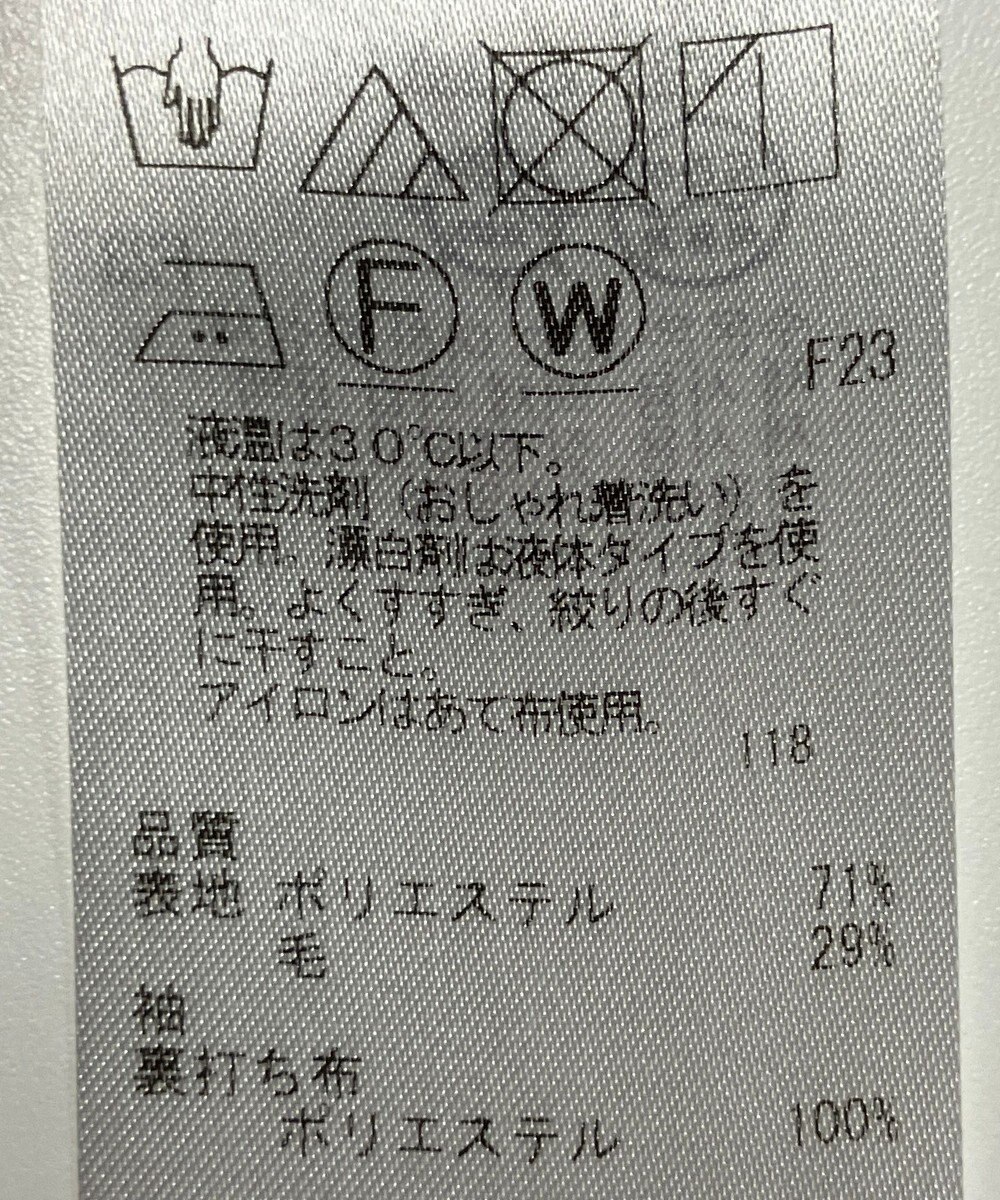 F W
F23
液温は30℃以下。
中性洗剤（おしゃれ着洗い）を
使用、漂白剤は液体タイプを使
用。よくすすぎ、絞りの後すぐ
に干すこと。
アイロンはあて布使用。
118
品質
表地 ポリエステル 71%
毛 29%
袖
裏打ち布
ポリエステル 100%